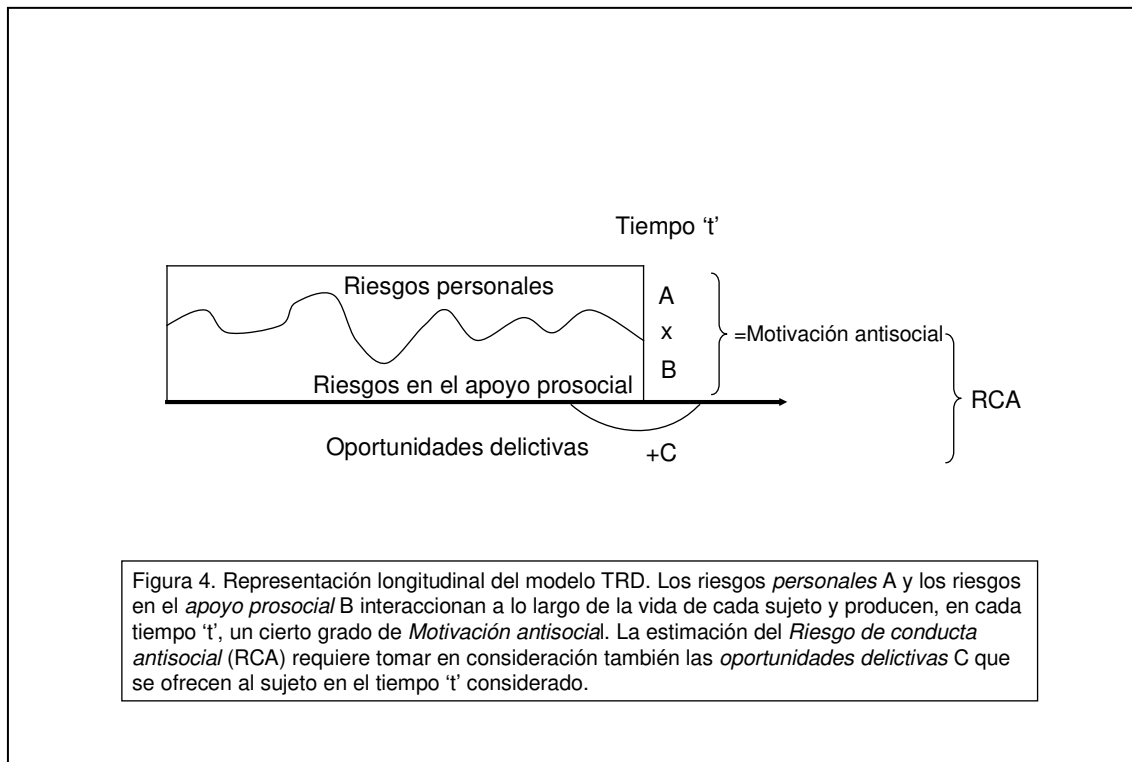 Tiempo ‘t’
Riesgos personales
A
x
=Motivación antisocial
B
Riesgos en el apoyo prosocial
RCA
Oportunidades delictivas
+C
Figura 4. Representación longitudinal del modelo TRD. Los riesgos personales A y los riesgos
en el apoyo prosocial B interaccionan a lo largo de la vida de cada sujeto y producen, en cada
tiempo ‘t’, un cierto grado de Motivación antisocial. La estimación del Riesgo de conducta
antisocial (RCA) requiere tomar en consideración también las oportunidades delictivas C que
se ofrecen al sujeto en el tiempo ‘t’ considerado.